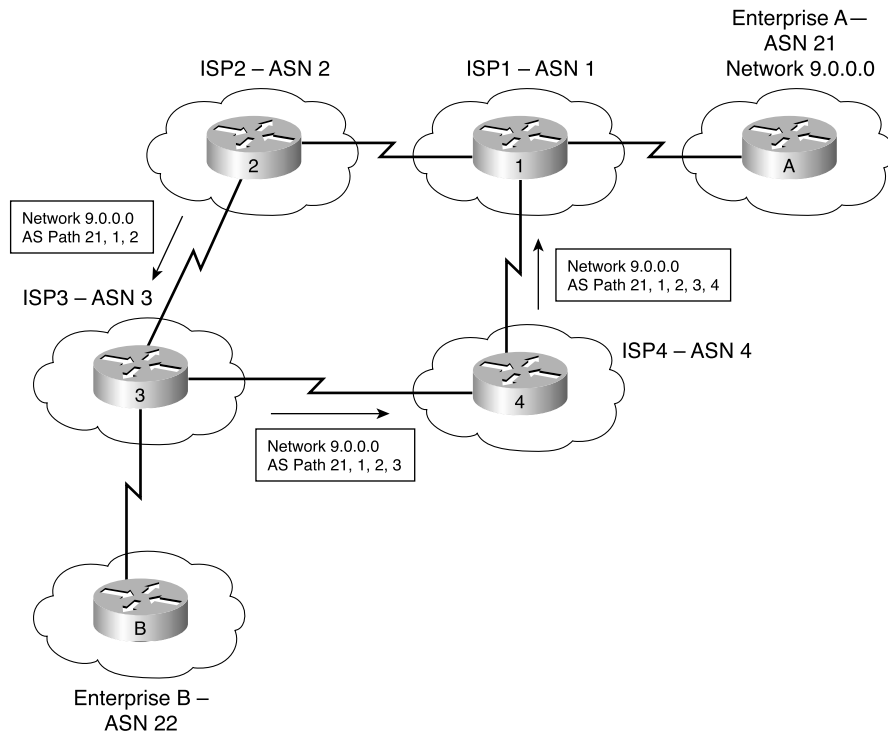 Enterprise A—
ASN 21
Network 9.0.0.0
ISP2 – ASN 2
ISP1 – ASN 1
2
1
A
Network 9.0.0.0
AS Path 21, 1, 2
Network 9.0.0.0
AS Path 21, 1, 2, 3, 4
ISP3 – ASN 3
ISP4 – ASN 4
3
4
Network 9.0.0.0
AS Path 21, 1, 2, 3
B
Enterprise B –
ASN 22